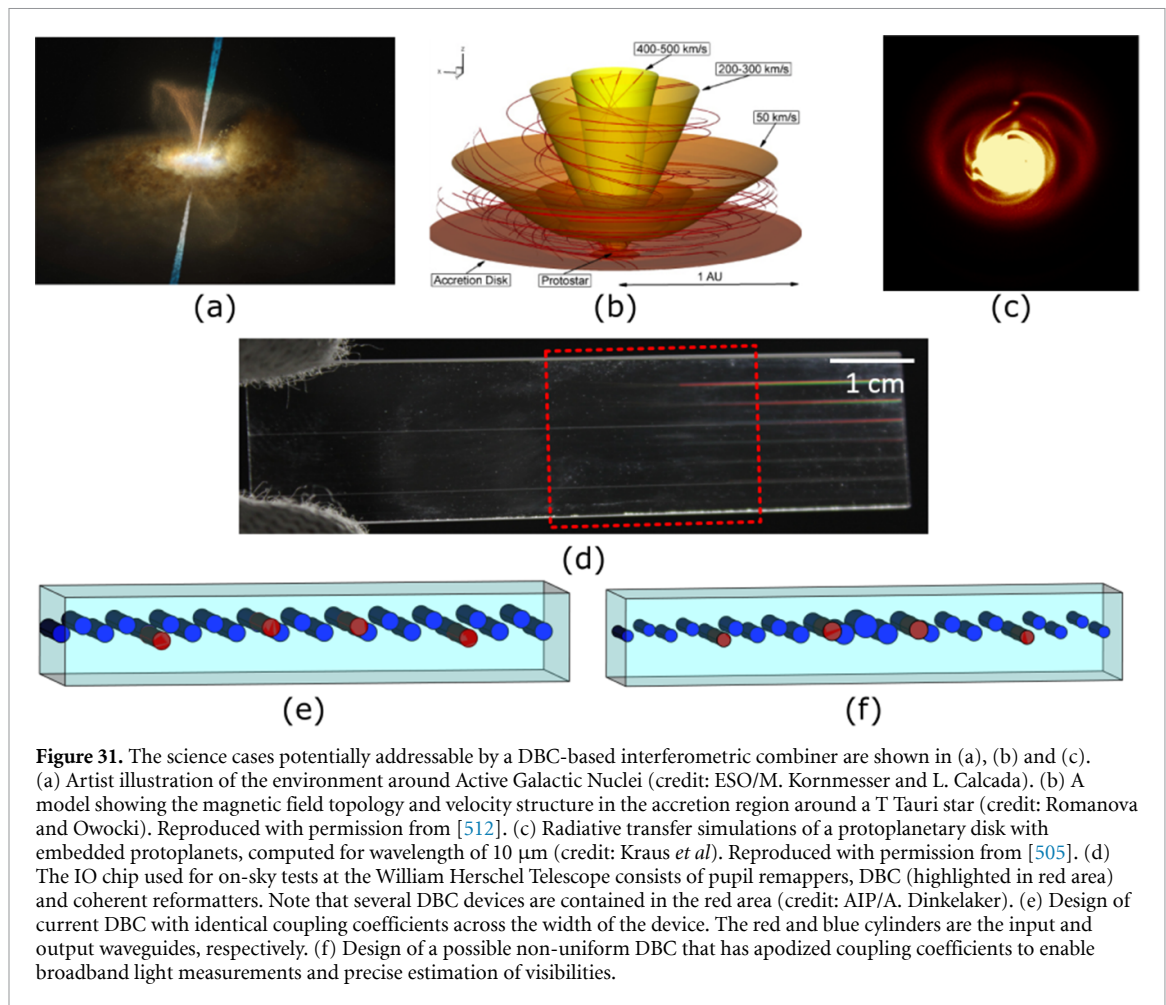 400-500 km/s
200-300 km/s
50 km/s
z
x
Accretion Disk
Protostar
1 AU
(a)
(b)
(c)
1 cm
(d)
(e)
(f)
Figure 31. The science cases potentially addressable by a DBC-based interferometric combiner are shown in (a), (b) and (c).
(a) Artist illustration of the environment around Active Galactic Nuclei (credit: ESO/M. Kornmesser and L. Calcada). (b) A
model showing the magnetic field topology and velocity structure in the accretion region around a T Tauri star (credit: Romanova
and Owocki). Reproduced with permission from [512]. (c) Radiative transfer simulations of a protoplanetary disk with
embedded protoplanets, computed for wavelength of 10 μm (credit: Kraus et al). Reproduced with permission from [505]. (d)
The IO chip used for on-sky tests at the William Herschel Telescope consists of pupil remappers, DBC (highlighted in red area)
and coherent reformatters. Note that several DBC devices are contained in the red area (credit: AIP/A. Dinkelaker). (e) Design of
current DBC with identical coupling coefficients across the width of the device. The red and blue cylinders are the input and
output waveguides, respectively. (f) Design of a possible non-uniform DBC that has apodized coupling coefficients to enable
broadband light measurements and precise estimation of visibilities.